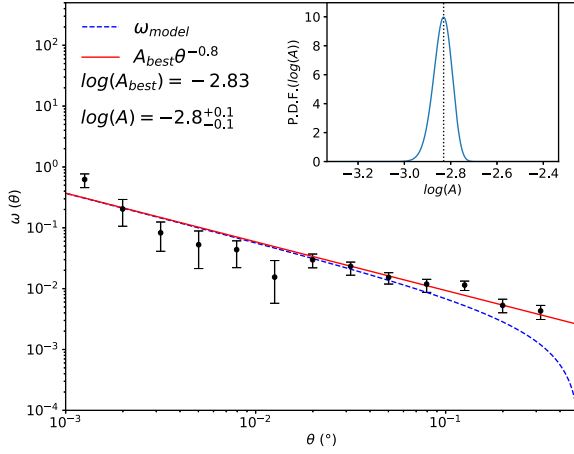 ω_model
A_bestθ^−0.8
log(A_best) = −2.83
log(A) = −2.8^+0.1_−0.1
10^2
10^1
10^0
10^−1
10^−2
10^−3
10^−4
ω (θ)
10^−3
10^−2
10^−1
θ (°)
10
8
6
4
2
0
P.D.F.(log(A))
−3.2
−3.0
−2.8
−2.6
−2.4
log(A)